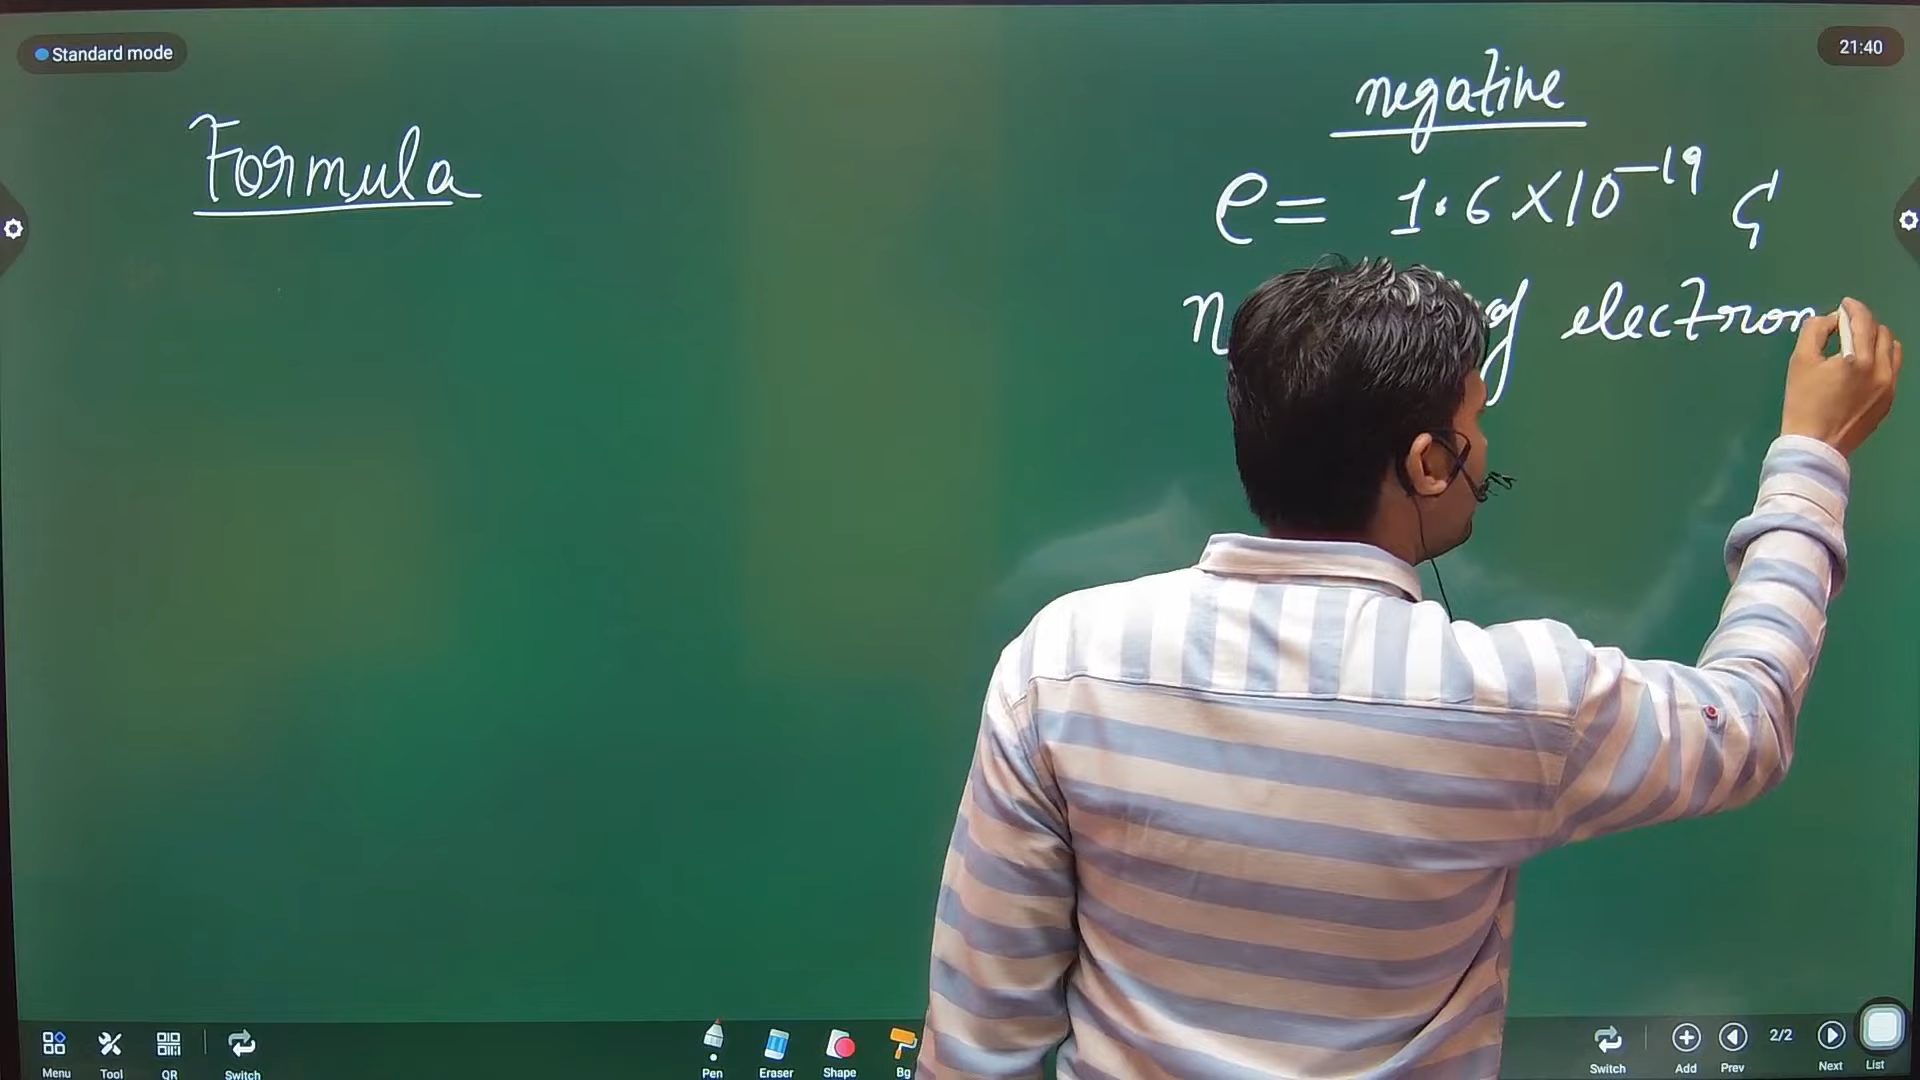 Standard mode
21:40
negative
Formula
e = 1.6 × 10⁻¹⁹ C
n
of electron
Menu Tool QR Switch Pen Eraser Shape Bg Switch Add Prev 2/2 Next List